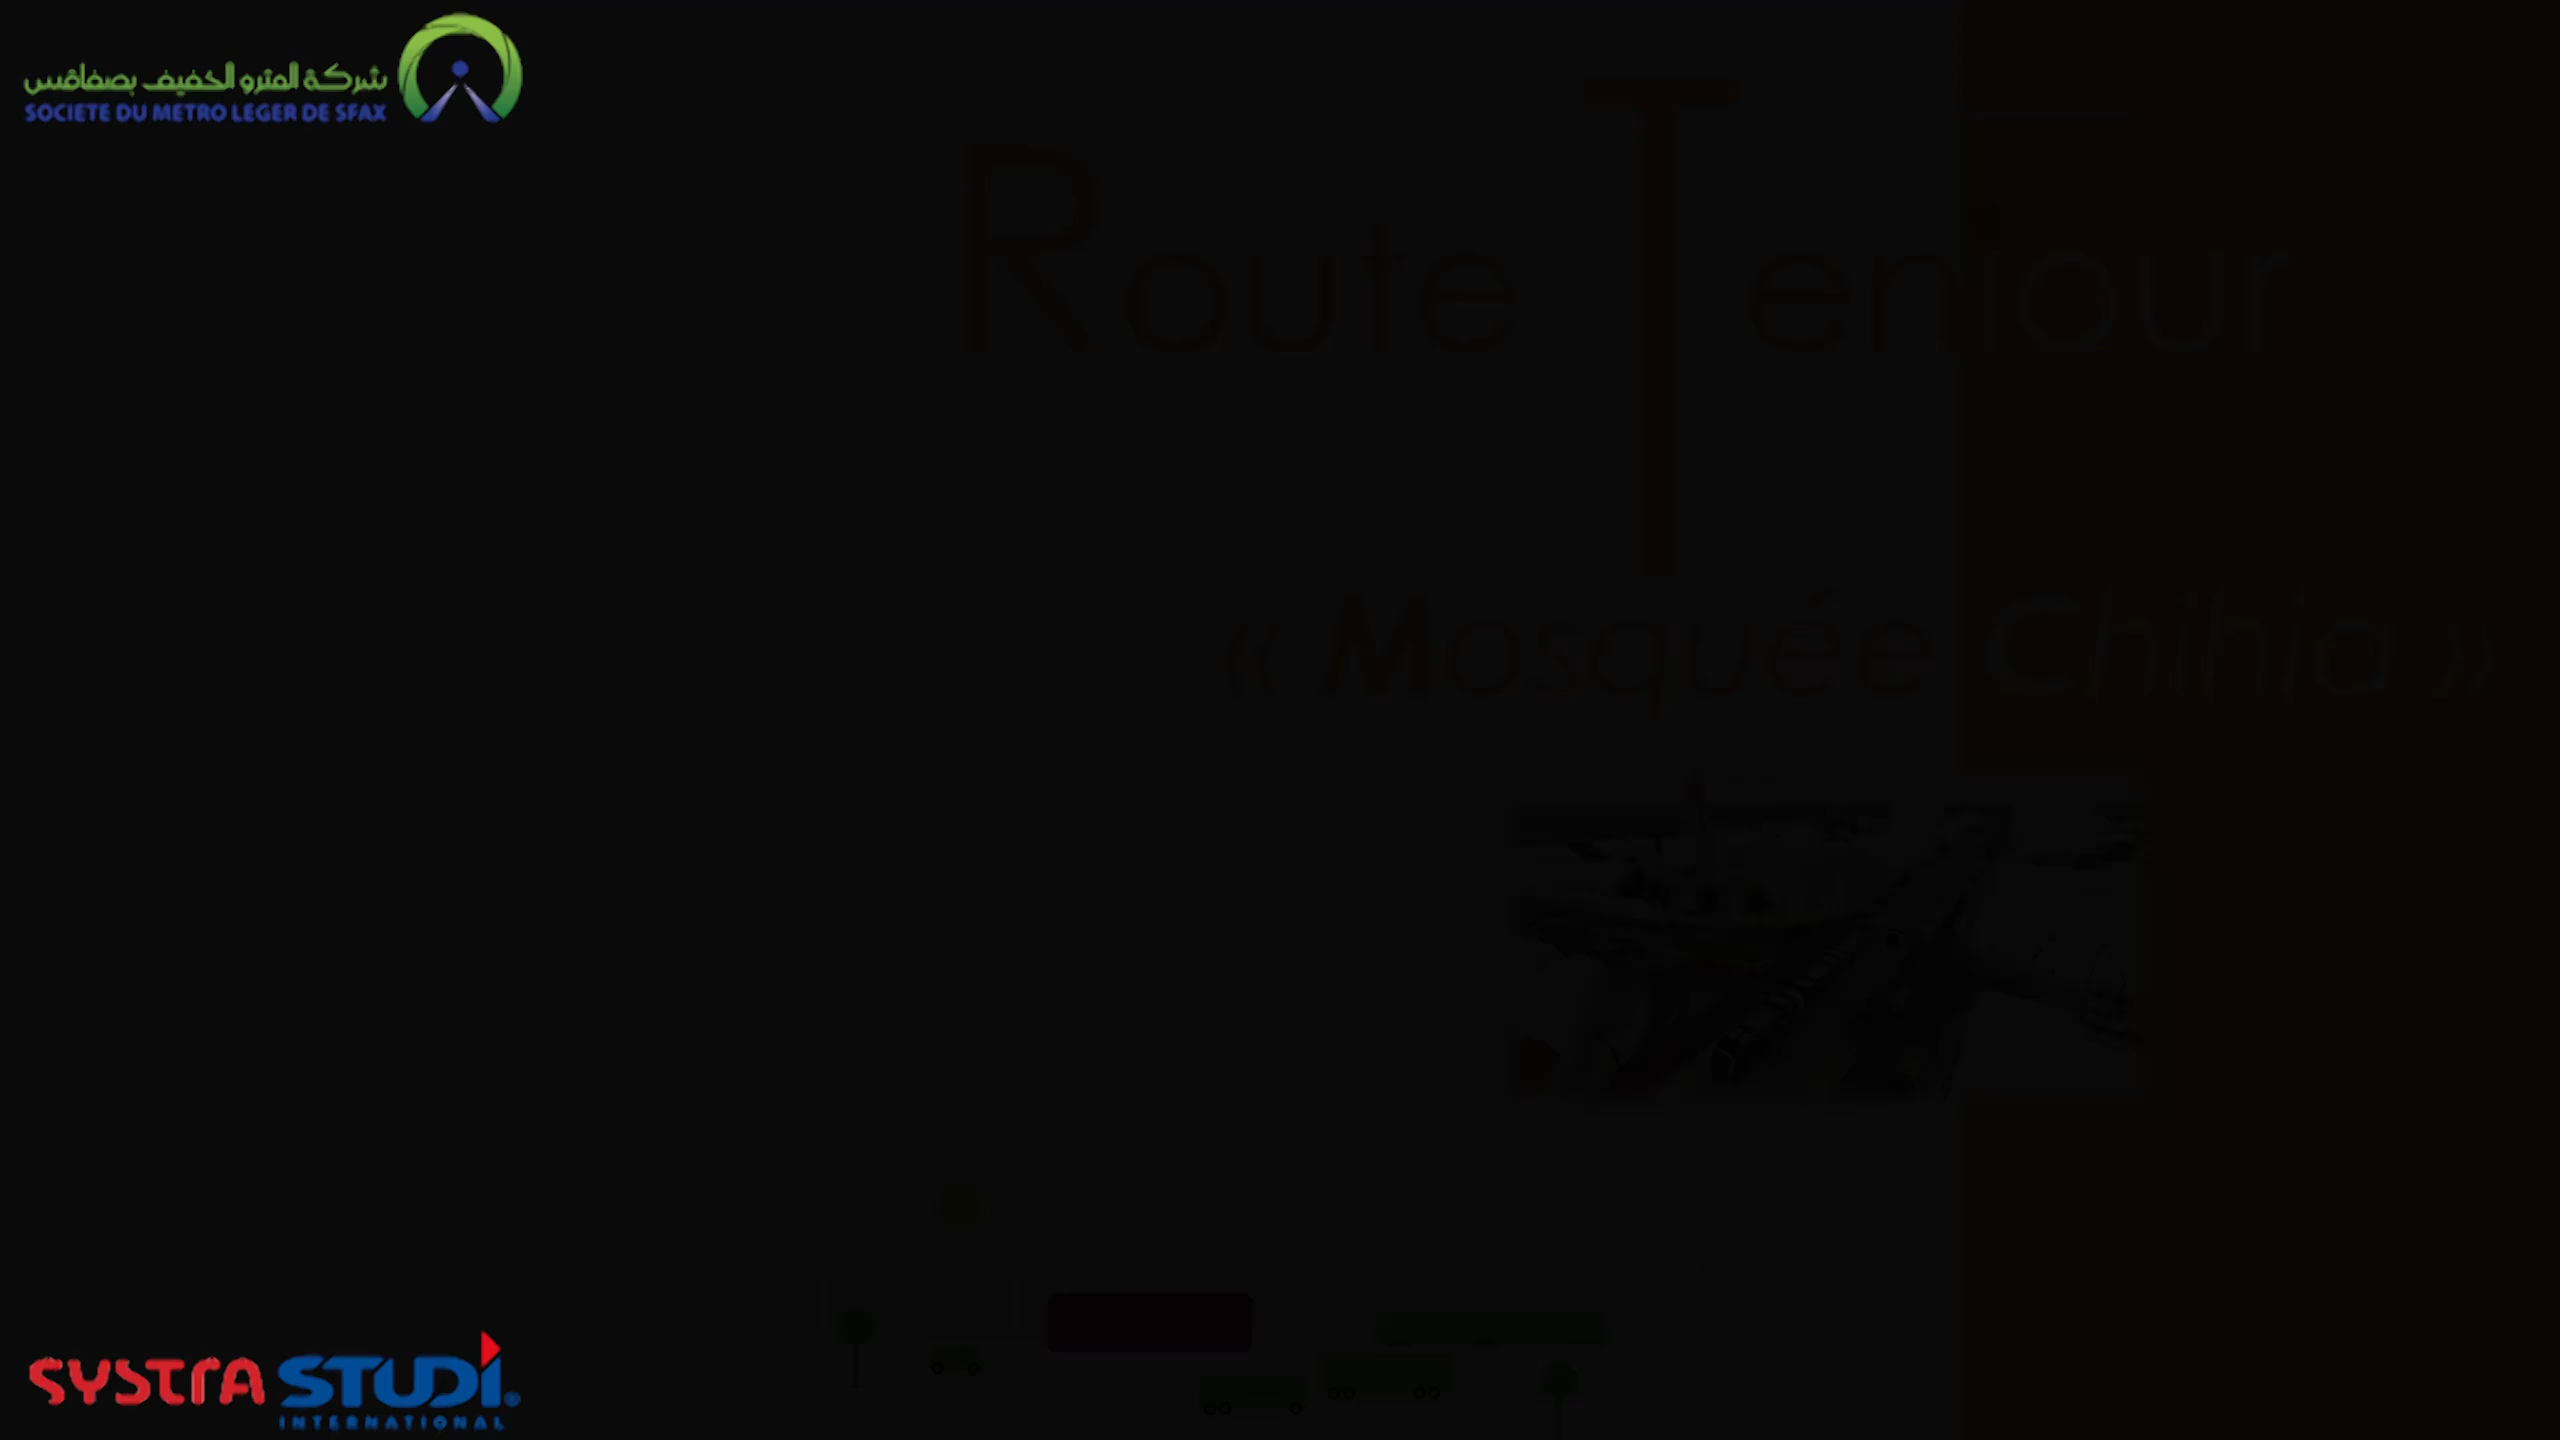 شركة المترو الخفيف بصفاقس
SOCIETE DU METRO LEGER DE SFAX
Route Teniour
« Mosquée Chihia »
SYSTRA STUDI®
INTERNATIONAL